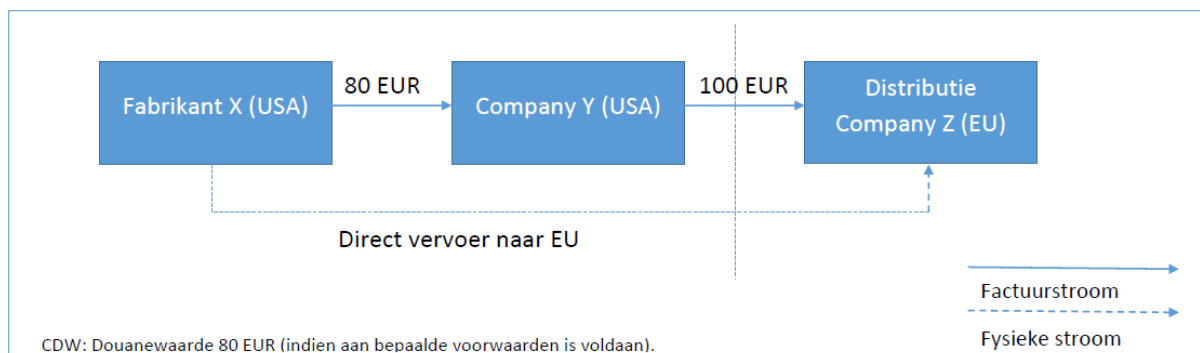 80 EUR
100 EUR
Fabrikant X (USA)
Company Y (USA)
Distributie
Company Z (EU)
Direct vervoer naar EU
Factuurstroom
Fysieke stroom
CDW: Douanewaarde 80 EUR (indien aan bepaalde voorwaarden is voldaan).